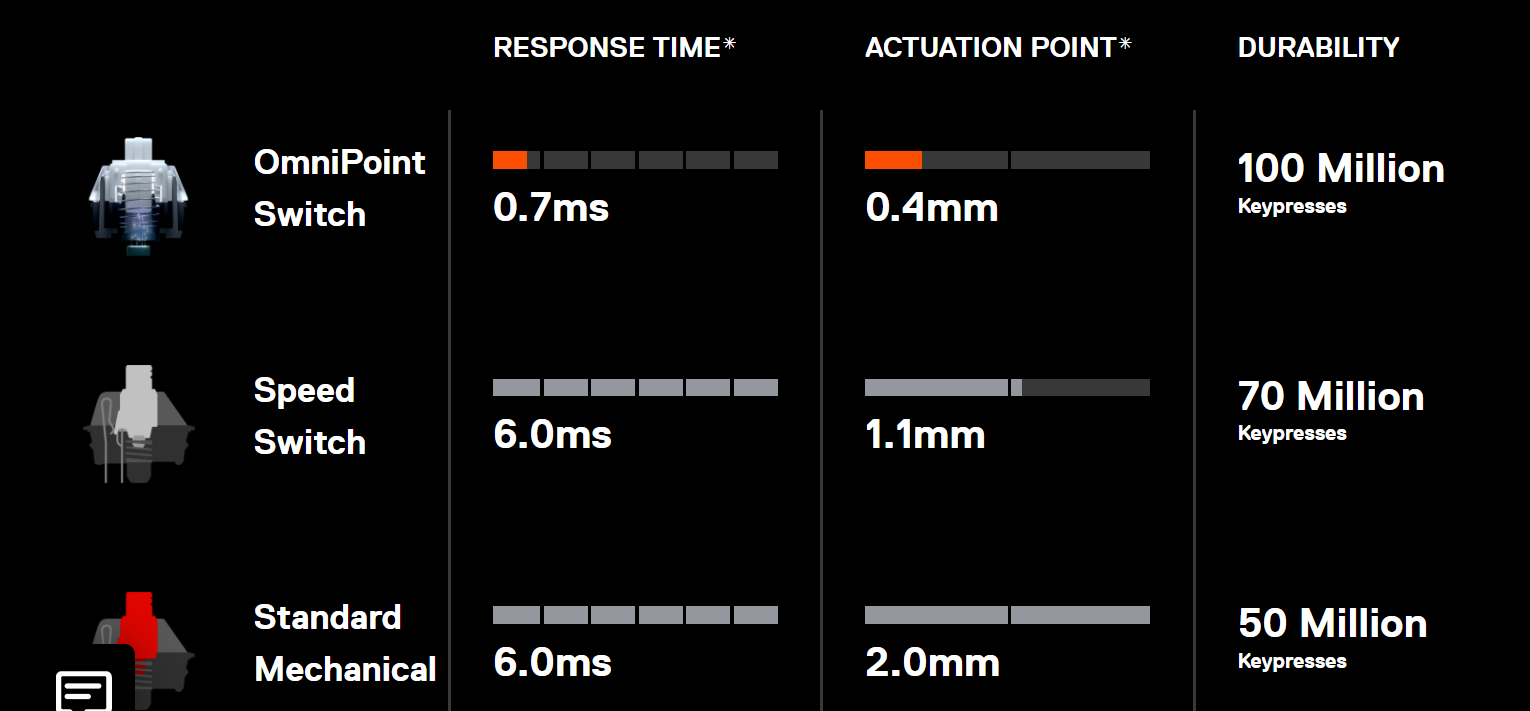 RESPONSE TIME*
ACTUATION POINT*
DURABILITY
OmniPoint
Switch
0.7ms
0.4mm
100 Million
Keypresses
Speed
Switch
6.0ms
1.1mm
70 Million
Keypresses
Standard
Mechanical
6.0ms
2.0mm
50 Million
Keypresses